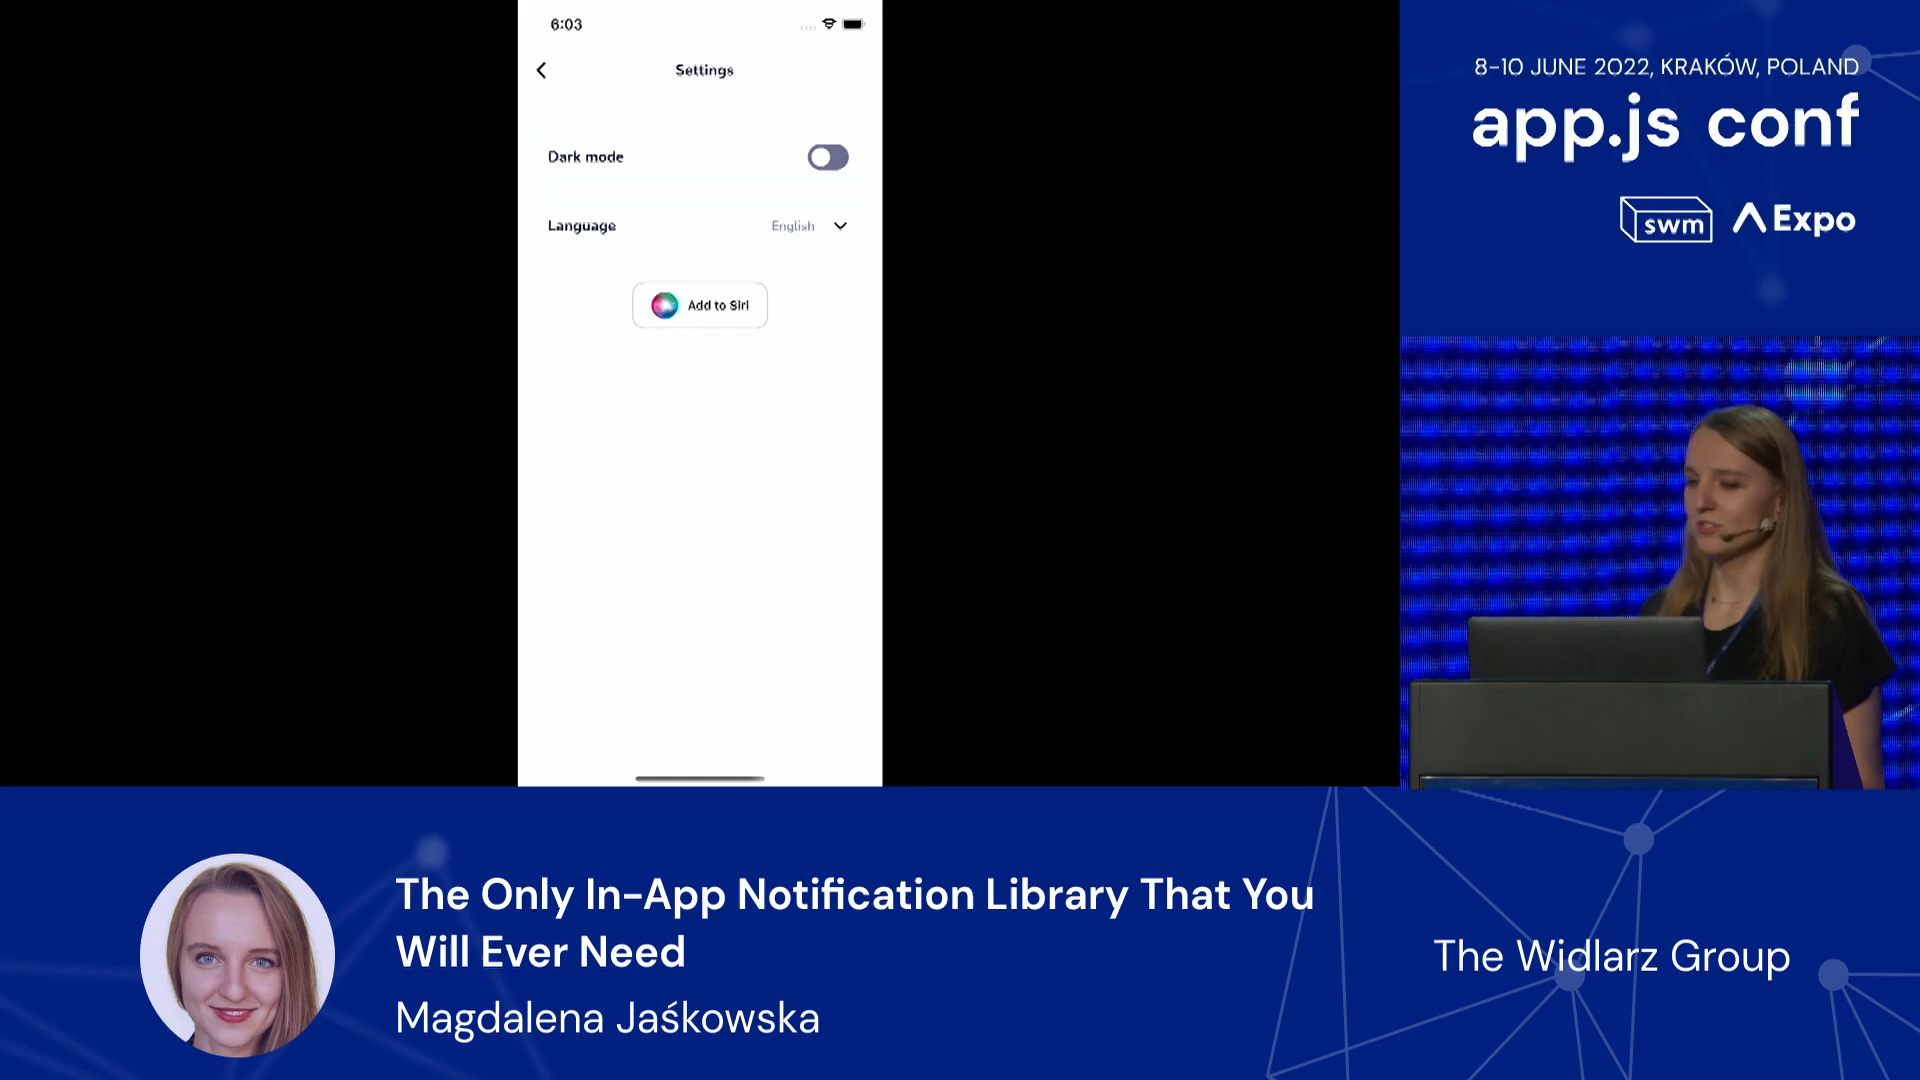 6:03
Settings
Dark mode
Language
English
Add to Siri
8-10 JUNE 2022, KRAKÓW, POLAND
app.js conf
swm
Expo
The Only In-App Notification Library That You
Will Ever Need
Magdalena Jaśkowska
The Widlarz Group